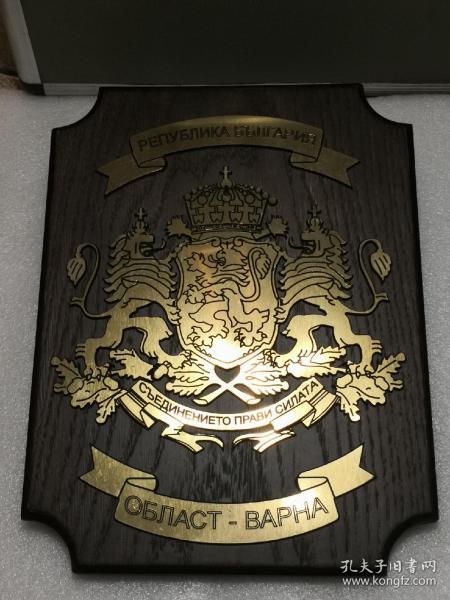 РЕПУБЛИКА БЪЛГАРИЯ
СЪЕДИНЕНИЕТО ПРАВИ СИЛАТА
ОБЛАСТ - ВАРНА
孔夫子旧书网
www.kongfz.com